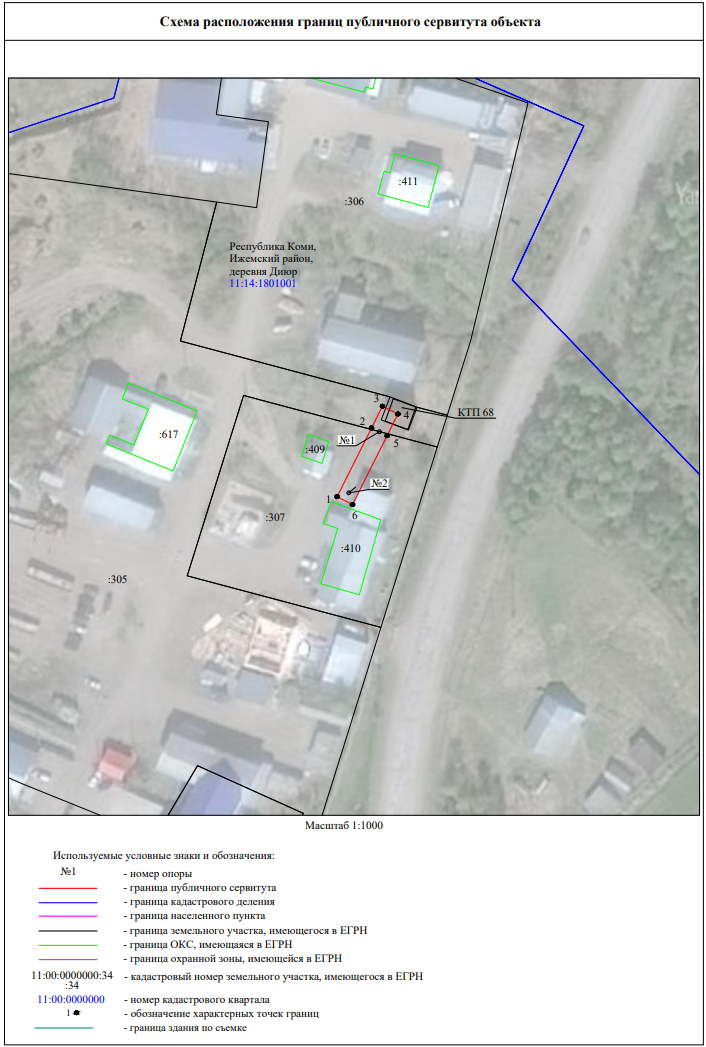 Схема расположения границ публичного сервитута объекта
:411
:306
Республика Коми,
Ижемский район,
деревня Диюр
11:14:1801001
3
4
КТП 68
2
№1
5
:617
:409
№2
1
6
:307
:410
:305
Масштаб 1:1000
Используемые условные знаки и обозначения:
№1 - номер опоры
- граница публичного сервитута
- граница кадастрового деления
- граница населенного пункта
- граница земельного участка, имеющегося в ЕГРН
- граница ОКС, имеющаяся в ЕГРН
- граница охранной зоны, имеющейся в ЕГРН
11:00:0000000:34 - кадастровый номер земельного участка, имеющегося в ЕГРН
:34
11:00:0000000 - номер кадастрового квартала
1 - обозначение характерных точек границ
- граница здания по съемке